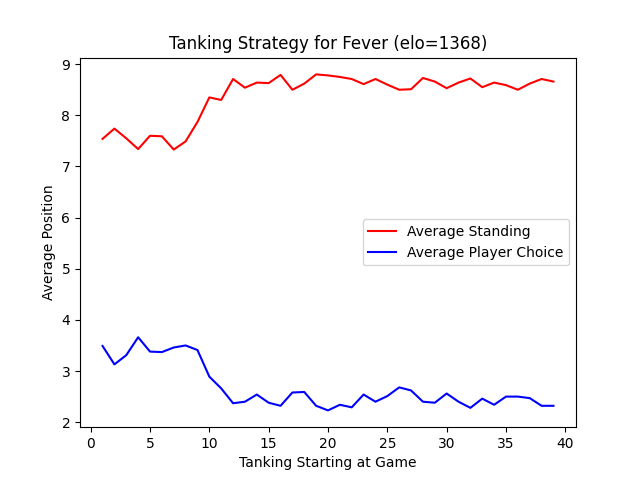 Tanking Strategy for Fever (elo=1368)
9
8
7
6
5
4
3
2
Average Position
Average Standing
Average Player Choice
0 5 10 15 20 25 30 35 40
Tanking Starting at Game